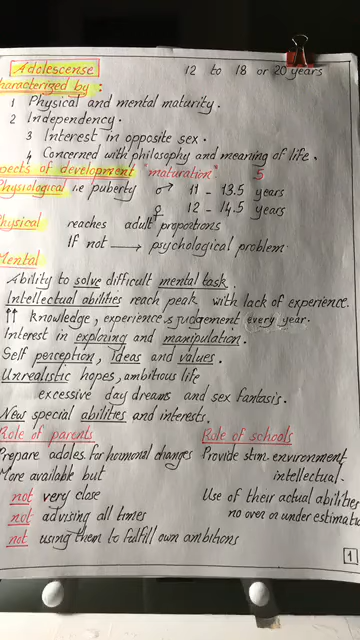 Adolescense 12 to 18 or 20 years
characterized by :
1 Physical and mental maturity.
2 Independency.
3 Interest in opposite sex.
4 Concerned with philosophy and meaning of life.
pects of development "maturation" 5
Physiological i.e puberty ♂ 11 - 13.5 years
♀ 12 - 14.5 years
Physical reaches adult proportions
If not → psychological problem
Mental
Ability to solve difficult mental task.
Intellectual abilities reach peak, with lack of experience.
↑↑ knowledge, experience & judgement every year.
Interest in exploring and manipulation.
Self perception, ideas and values.
Unrealistic hopes, ambitious life
excessive day dreams and sex fantasis.
New special abilities and interests.
Role of parents Role of schools
Prepare adoles for hormonal changes Provide stim. environment
More available but intellectual.
not very close Use of their actual abilities
not advising all times no over or under estimatio
not using them to fulfill own ambitions
1